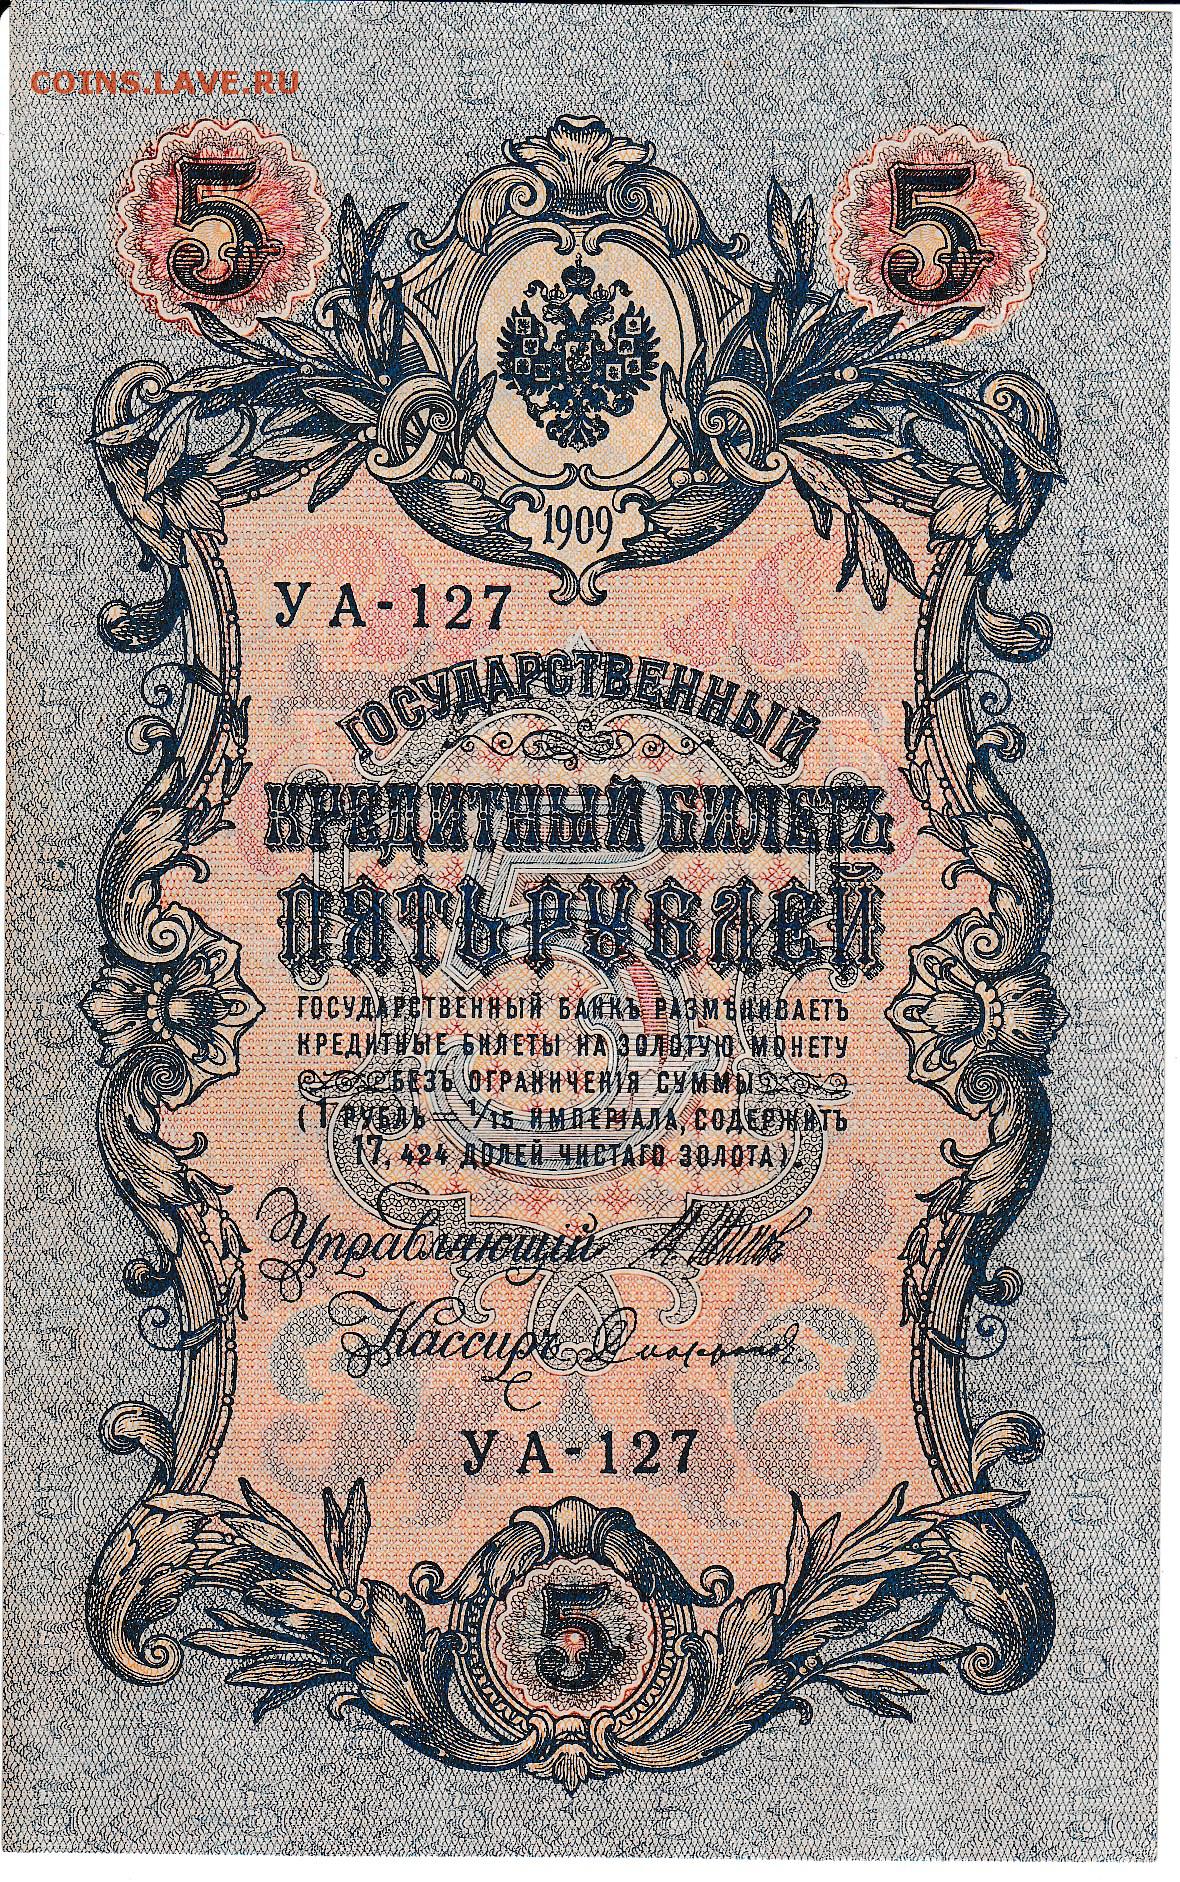 COINS.LAVE.RU
5 5
1909
УА-127
ГОСУДАРСТВЕННЫЙ
КРЕДИТНЫЙ БИЛЕТЪ
ПЯТЬ РУБЛЕЙ
ГОСУДАРСТВЕННЫЙ БАНКЪ РАЗМѢНИВАЕТЪ
КРЕДИТНЫЕ БИЛЕТЫ НА ЗОЛОТУЮ МОНЕТУ
БЕЗЪ ОГРАНИЧЕНІЯ СУММЫ
(1 РУБЛЬ — 1/15 ИМПЕРІАЛА, СОДЕРЖИТЪ
17,424 ДОЛЕЙ ЧИСТАГО ЗОЛОТА).
Управляющій
Кассиръ
УА-127
5